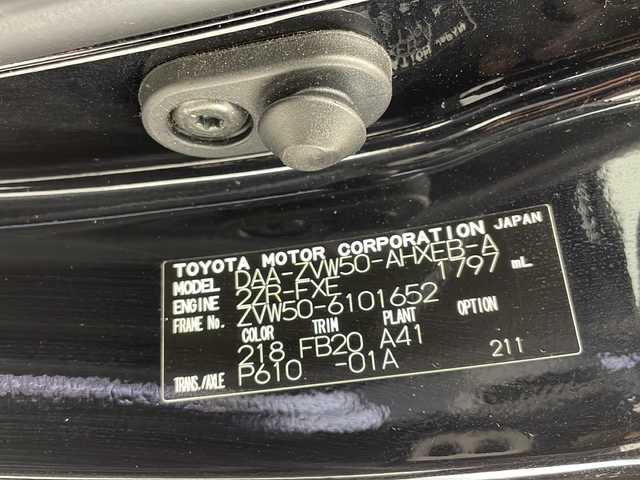 TOYOTA MOTOR CORPORATION JAPAN
MODEL DAA-ZVW50-AHXEB-A
ENGINE 2ZR-FXE 1797 mL
FRAME No. ZVW50-6101652
COLOR TRIM PLANT OPTION
218 FB20 A41
TRANS./AXLE P610 -01A 211